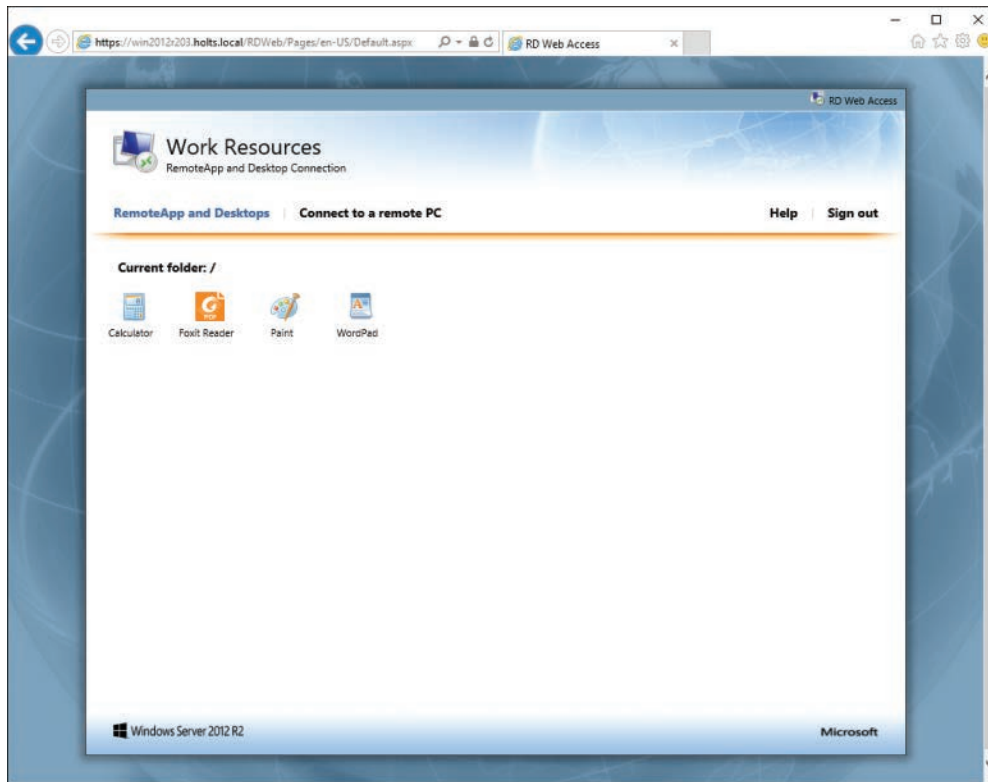 https://win2012r203.holts.local/RDWeb/Pages/en-US/Default.aspx
RD Web Access
RD Web Access
Work Resources
RemoteApp and Desktop Connection
RemoteApp and Desktops Connect to a remote PC Help Sign out
Current folder: /
Calculator Foxit Reader Paint WordPad
Windows Server 2012 R2 Microsoft